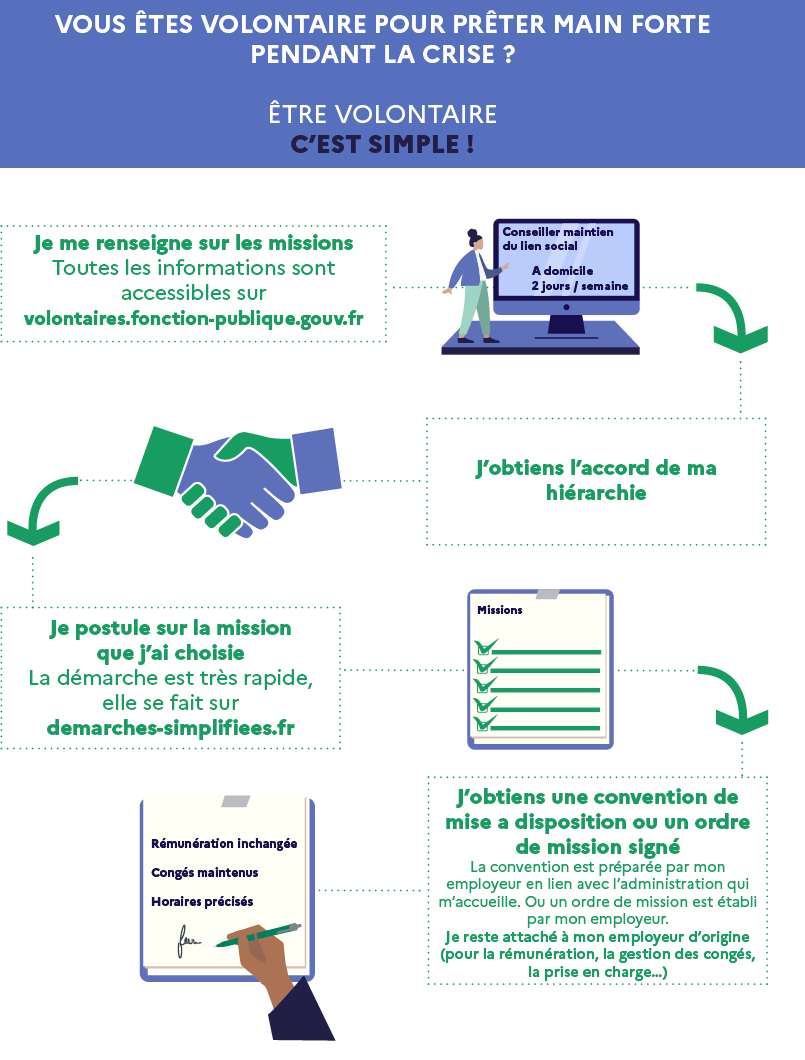 VOUS ÊTES VOLONTAIRE POUR PRÊTER MAIN FORTE
PENDANT LA CRISE ?
ÊTRE VOLONTAIRE
C’EST SIMPLE !
Je me renseigne sur les missions
Toutes les informations sont
accessibles sur
volontaires.fonction-publique.gouv.fr
Conseiller maintien
du lien social
A domicile
2 jours / semaine
J’obtiens l’accord de ma
hiérarchie
Je postule sur la mission
que j’ai choisie
La démarche est très rapide,
elle se fait sur
demarches-simplifiees.fr
Missions
J’obtiens une convention de
mise a disposition ou un ordre
de mission signé
La convention est préparée par mon
employeur en lien avec l’administration qui
m’accueille. Ou un ordre de mission est établi
par mon employeur.
Je reste attaché à mon employeur d’origine
(pour la rémunération, la gestion des congés,
la prise en charge...)
Rémunération inchangée
Congés maintenus
Horaires précisés